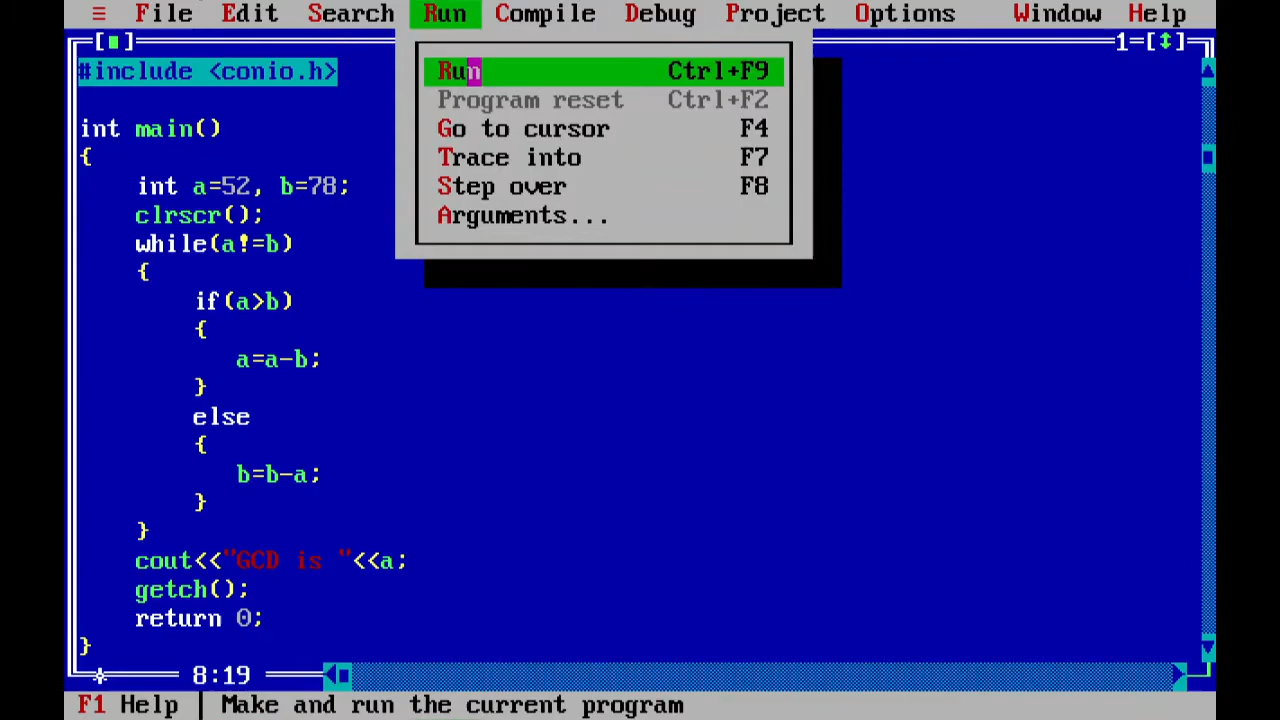 ≡ File Edit Search Run Compile Debug Project Options Window Help
[■] 1=[↕]
#include <conio.h>
Run Ctrl+F9
Program reset Ctrl+F2
Go to cursor F4
Trace into F7
Step over F8
Arguments...
int main()
{
int a=52, b=78;
clrscr();
while(a!=b)
{
if(a>b)
{
a=a-b;
}
else
{
b=b-a;
}
}
cout<<"GCD is "<<a;
getch();
return 0;
}
8:19
F1 Help | Make and run the current program